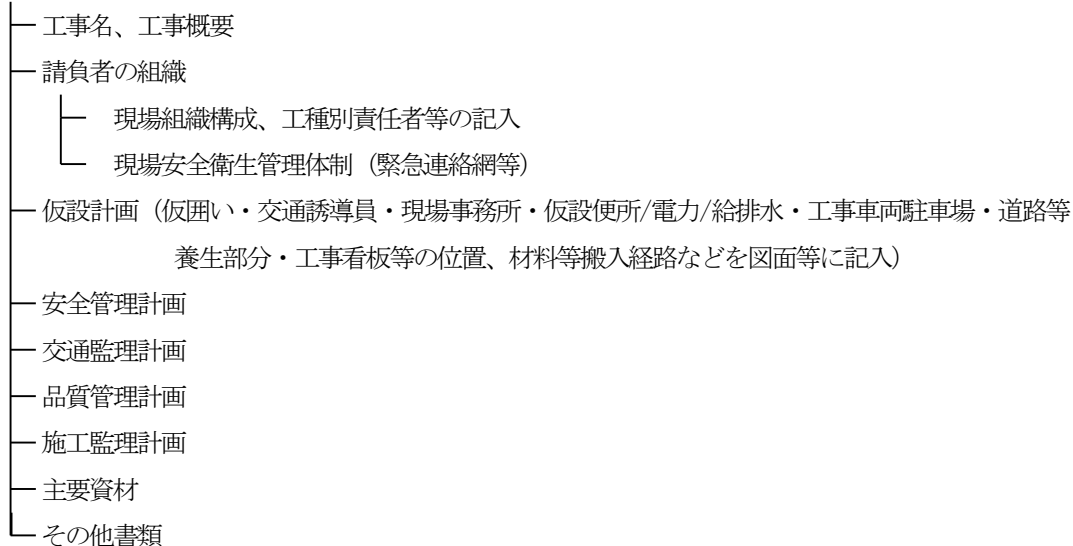 工事名、工事概要
請負者の組織
現場組織構成、工種別責任者等の記入
現場安全衛生管理体制（緊急連絡網等）
仮設計画（仮囲い・交通誘導員・現場事務所・仮設便所/電力/給排水・工事車両駐車場・道路等
養生部分・工事看板等の位置、材料等搬入経路などを図面等に記入）
安全管理計画
交通監理計画
品質管理計画
施工監理計画
主要資材
その他書類